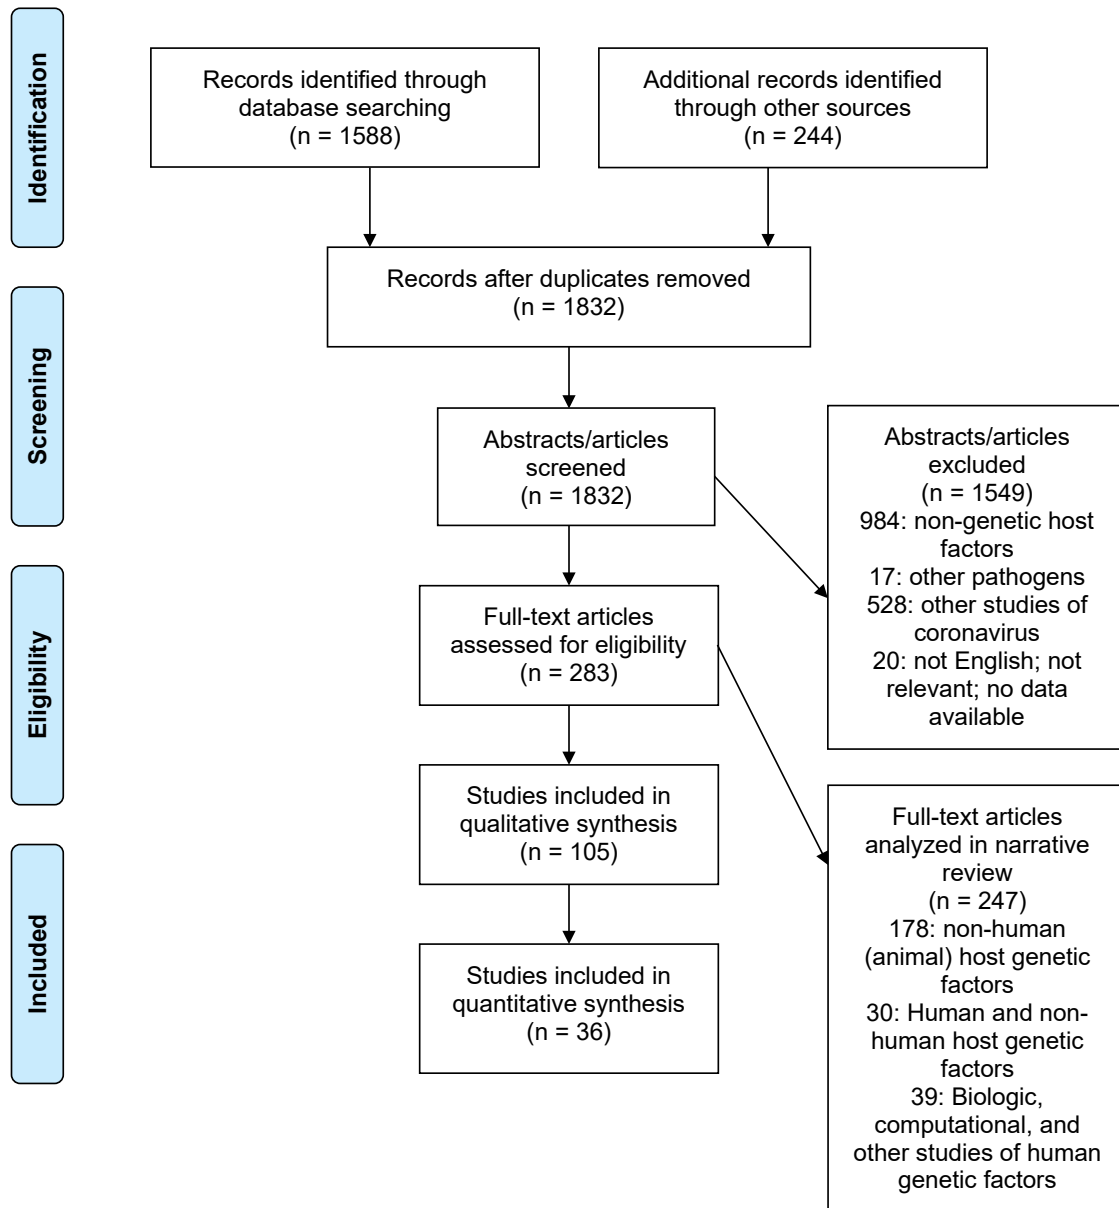 Identification
Records identified through
database searching
(n = 1588)
Additional records identified
through other sources
(n = 244)
Records after duplicates removed
(n = 1832)
Screening
Abstracts/articles
screened
(n = 1832)
Abstracts/articles
excluded
(n = 1549)
984: non-genetic host
factors
17: other pathogens
528: other studies of
coronavirus
20: not English; not
relevant; no data
available
Eligibility
Full-text articles
assessed for eligibility
(n = 283)
Studies included in
qualitative synthesis
(n = 105)
Full-text articles
analyzed in narrative
review
(n = 247)
178: non-human
(animal) host genetic
factors
30: Human and non-
human host genetic
factors
39: Biologic,
computational, and
other studies of human
genetic factors
Included
Studies included in
quantitative synthesis
(n = 36)